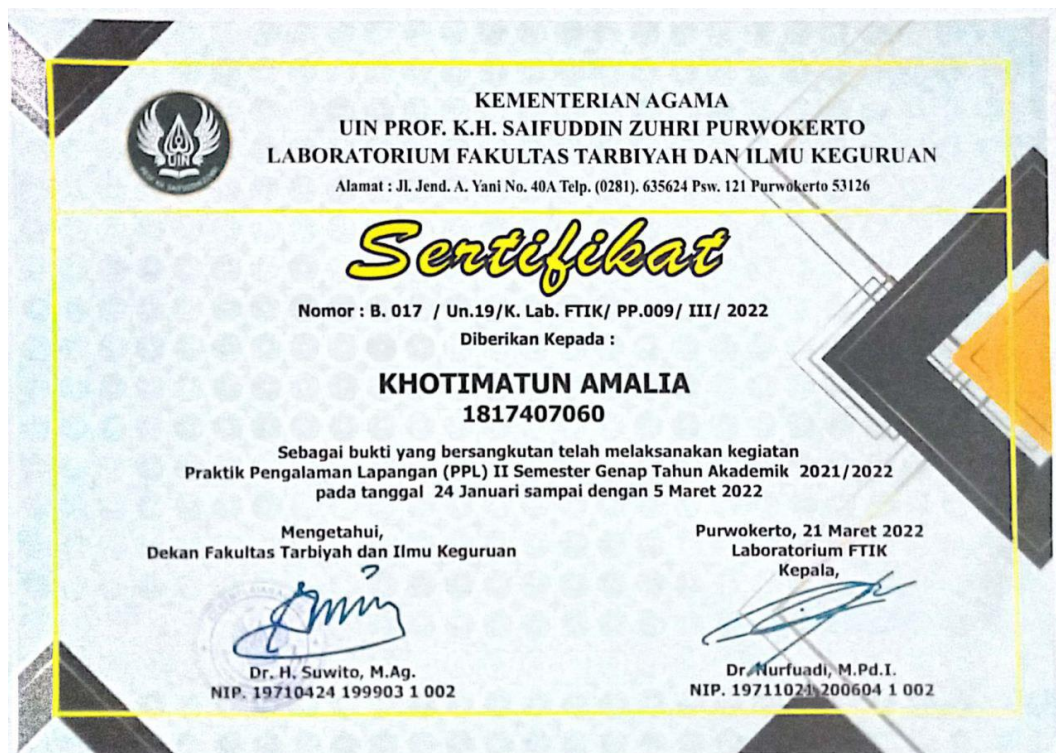 KEMENTERIAN AGAMA
UIN PROF. K.H. SAIFUDDIN ZUHRI PURWOKERTO
LABORATORIUM FAKULTAS TARBIYAH DAN ILMU KEGURUAN
Alamat : Jl. Jend. A. Yani No. 40A Telp. (0281). 635624 Psw. 121 Purwokerto 53126
UIN
Sertifikat
Nomor : B. 017 / Un.19/K. Lab. FTIK/ PP.009/ III/ 2022
Diberikan Kepada :
KHOTIMATUN AMALIA
1817407060
Sebagai bukti yang bersangkutan telah melaksanakan kegiatan
Praktik Pengalaman Lapangan (PPL) II Semester Genap Tahun Akademik 2021/2022
pada tanggal 24 Januari sampai dengan 5 Maret 2022
Mengetahui,
Dekan Fakultas Tarbiyah dan Ilmu Keguruan
Dr. H. Suwito, M.Ag.
NIP. 19710424 199903 1 002
Purwokerto, 21 Maret 2022
Laboratorium FTIK
Kepala,
Dr. Nurfuadi, M.Pd.I.
NIP. 19711021 200604 1 002